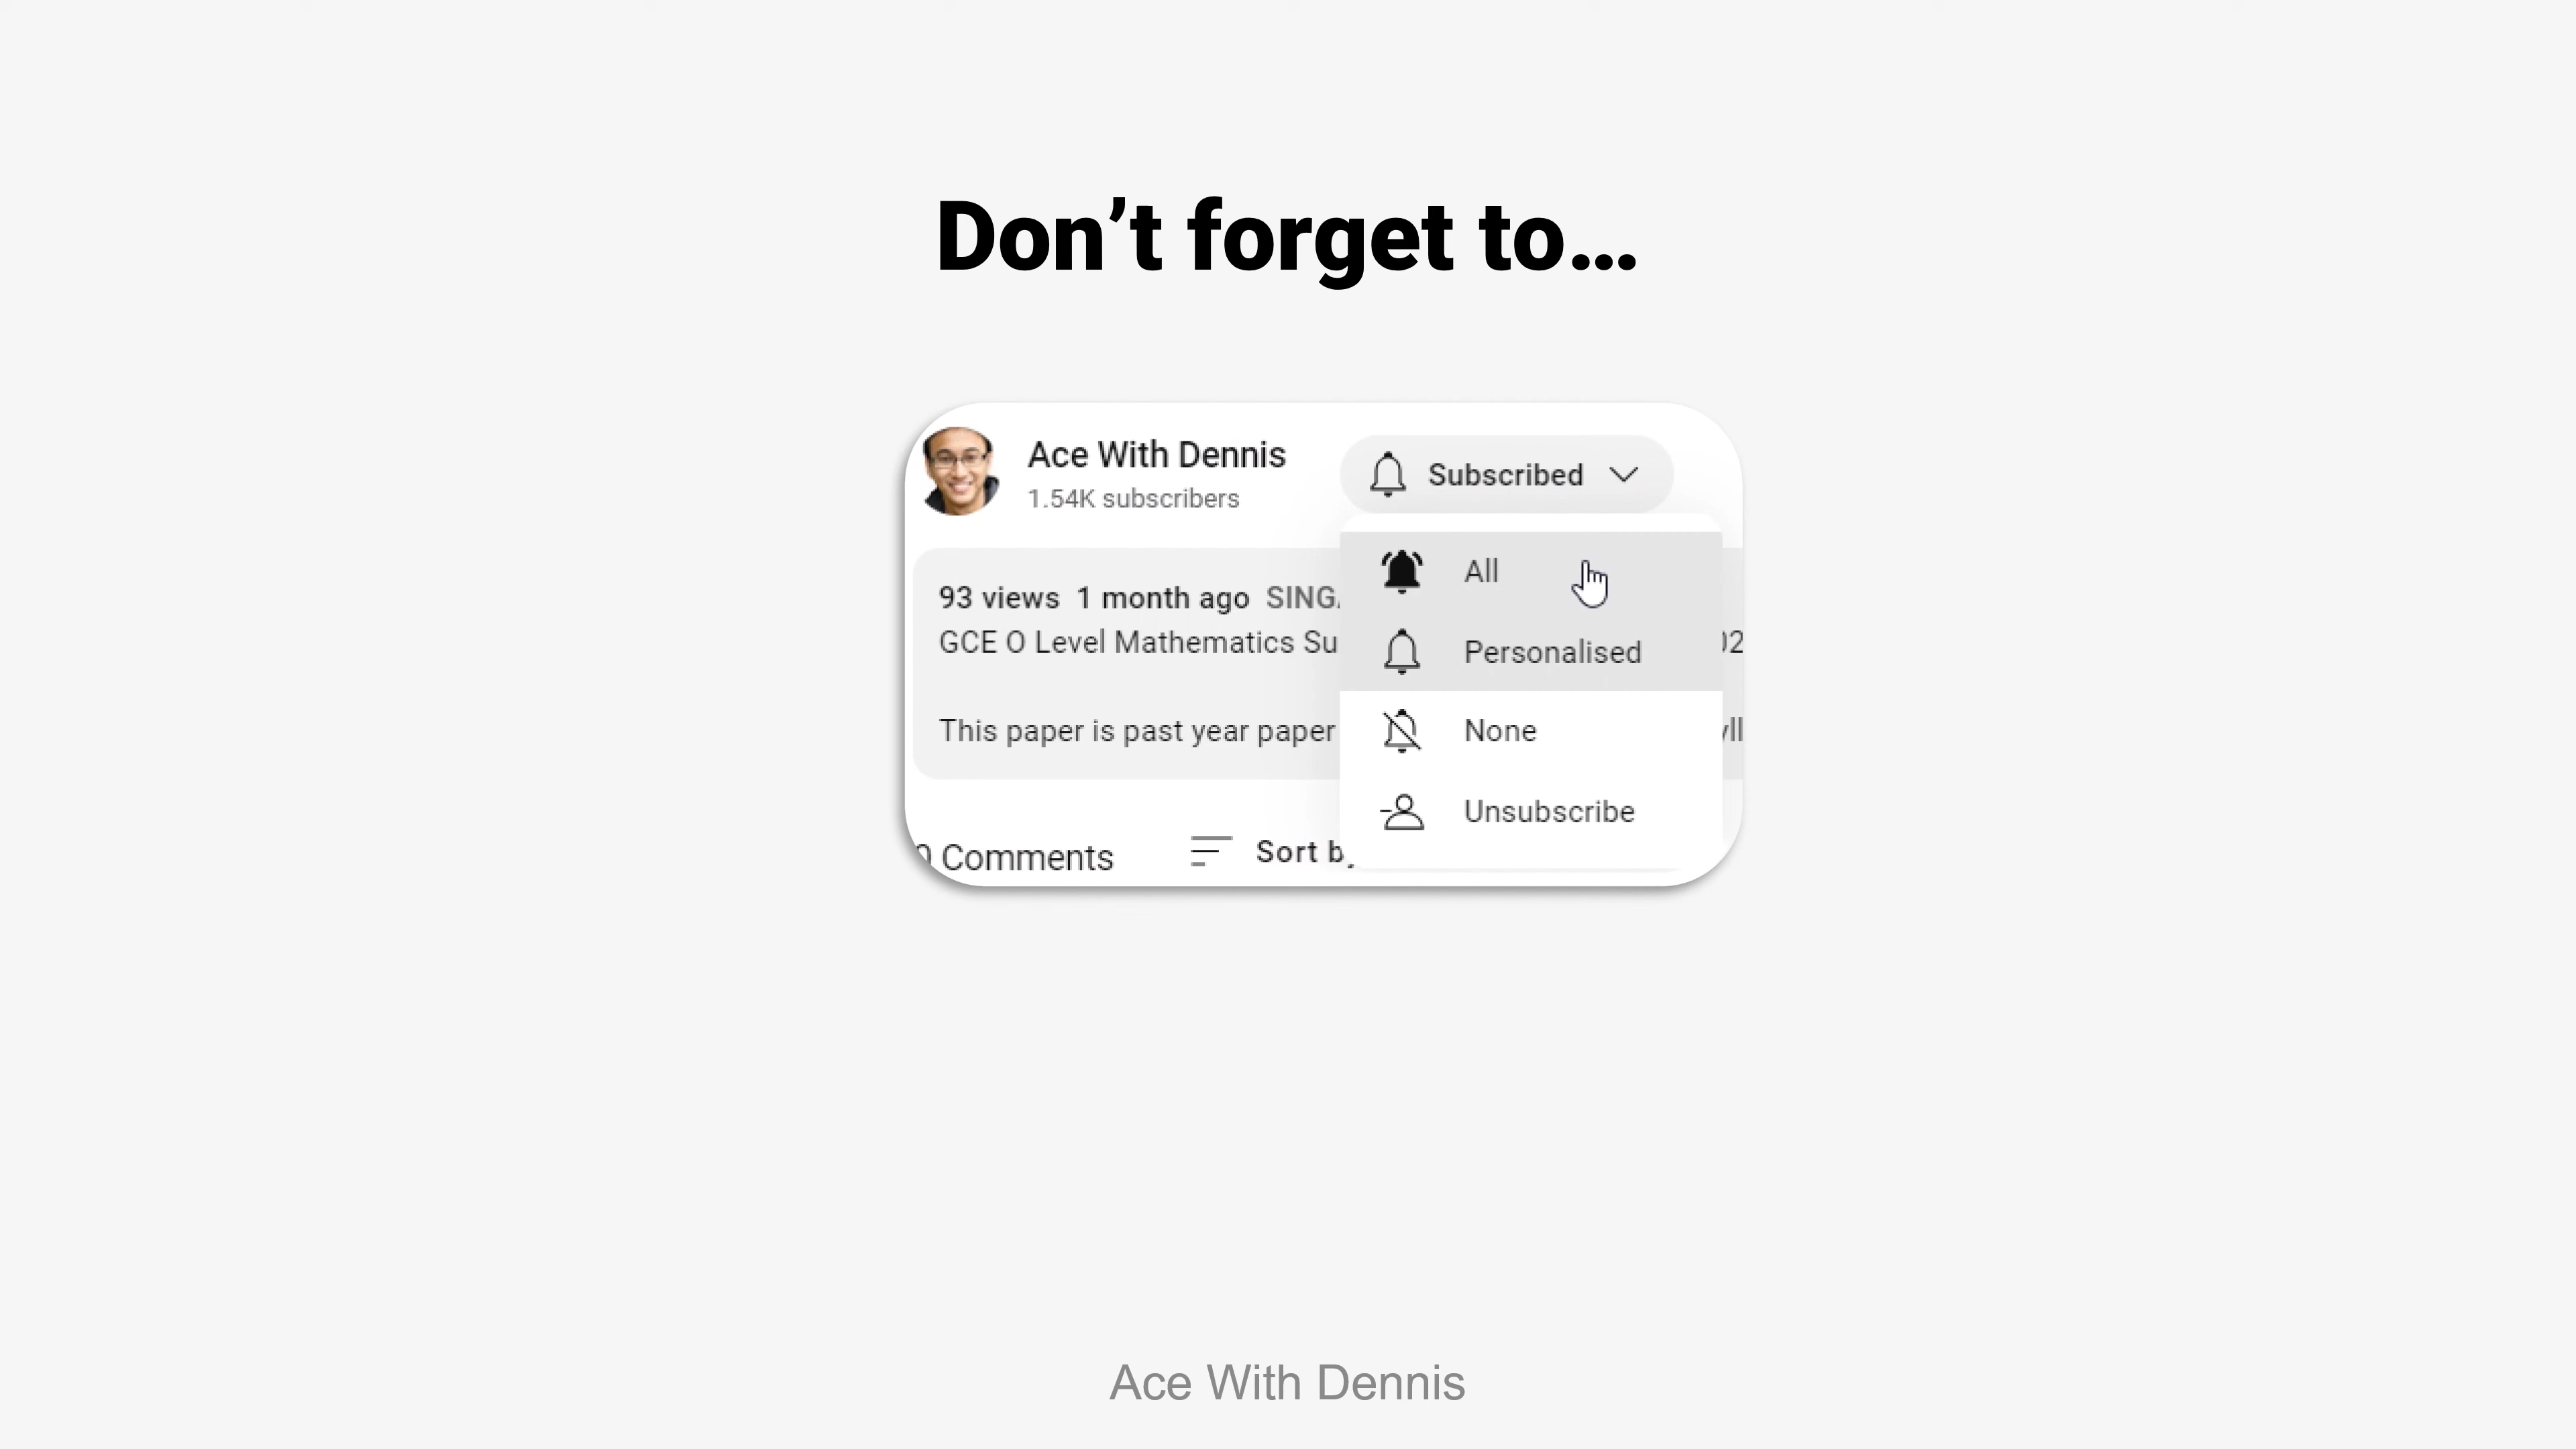 Don’t forget to…
Ace With Dennis
1.54K subscribers
Subscribed
All
Personalised
None
Unsubscribe
93 views 1 month ago
GCE O Level Mathematics
This paper is past year paper
Comments
Sort
Ace With Dennis